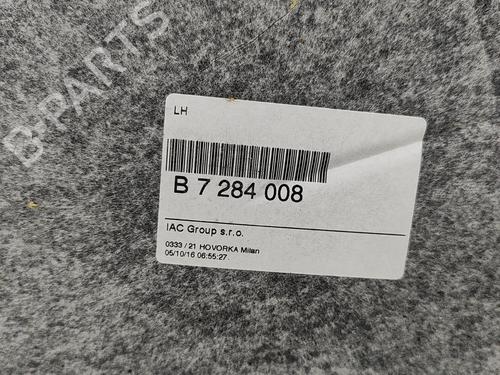 B-PARTS
LH
B 7 284 008
IAC Group s.r.o.
0333 / 21 HOVORKA Milan
05/10/16 06:55:27.